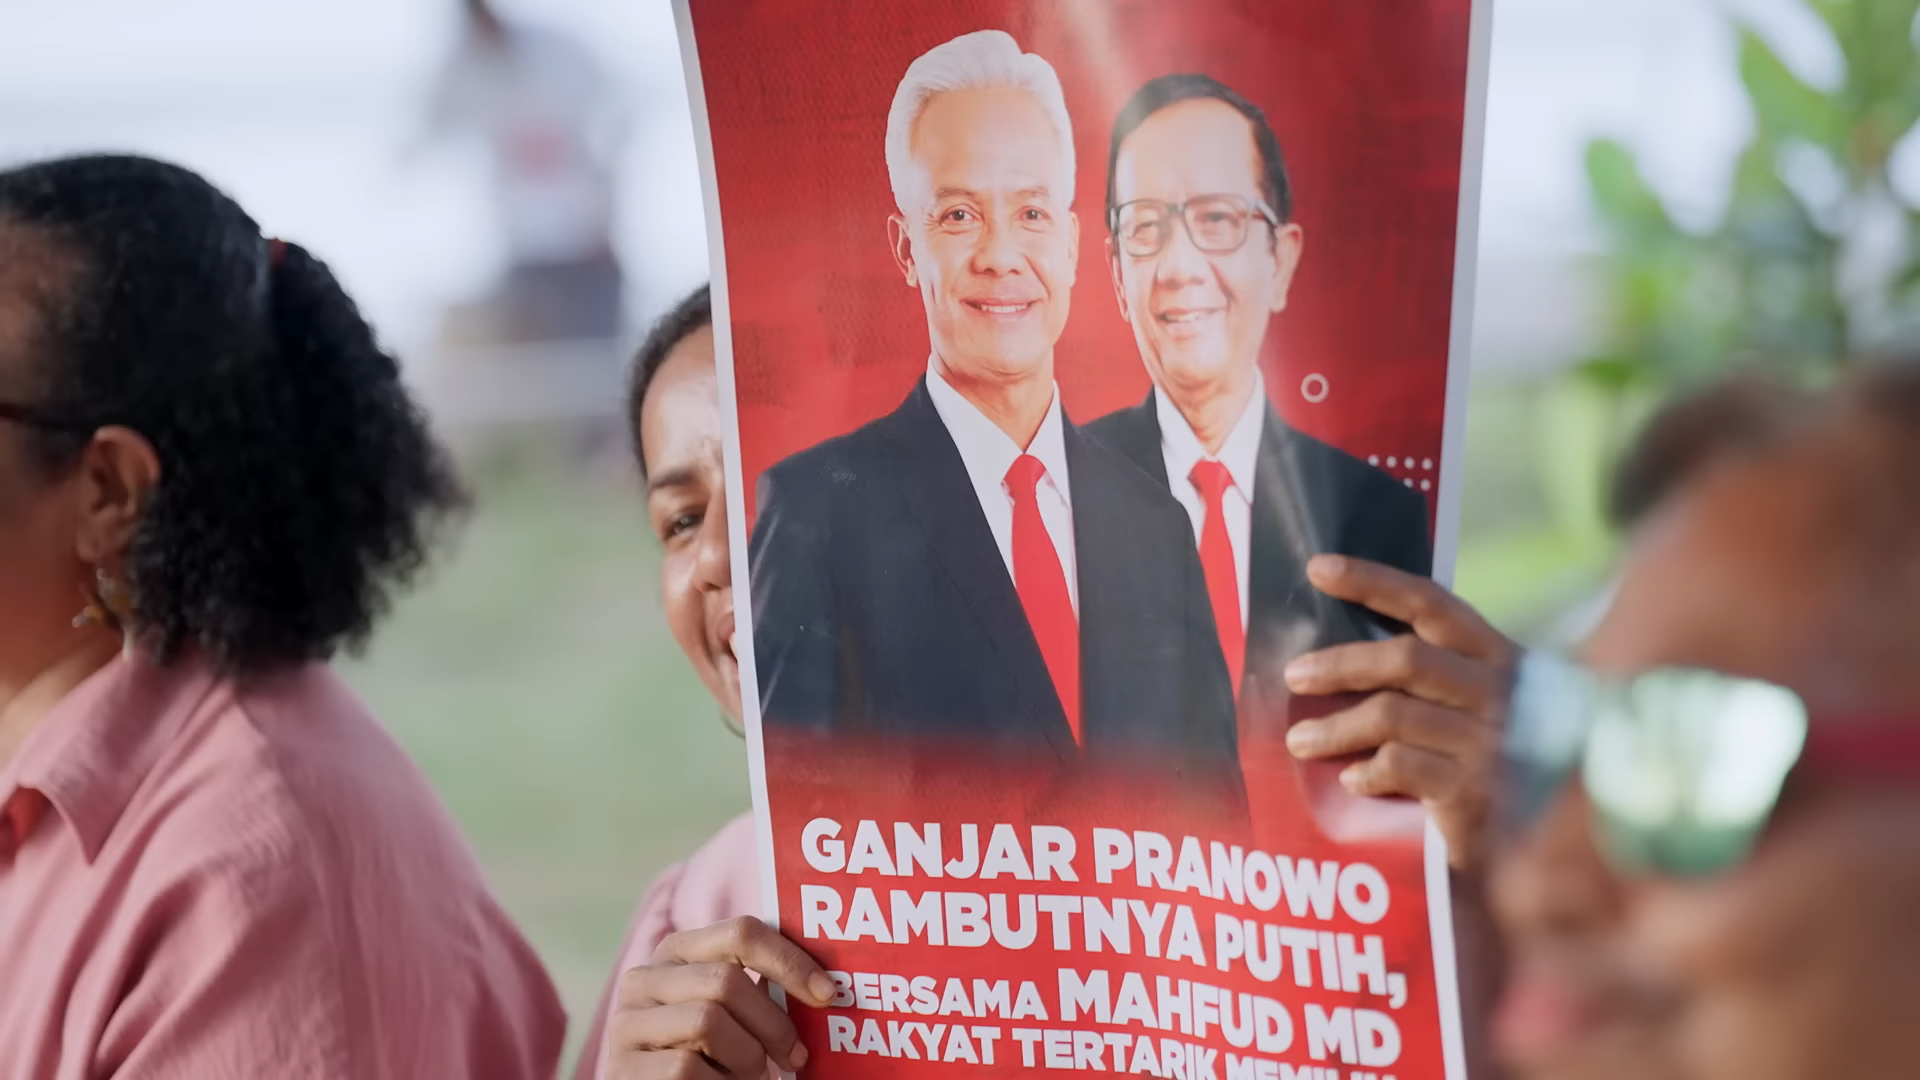 GANJAR PRANOWO
RAMBUTNYA PUTIH,
BERSAMA MAHFUD MD
RAKYAT TERTARIK